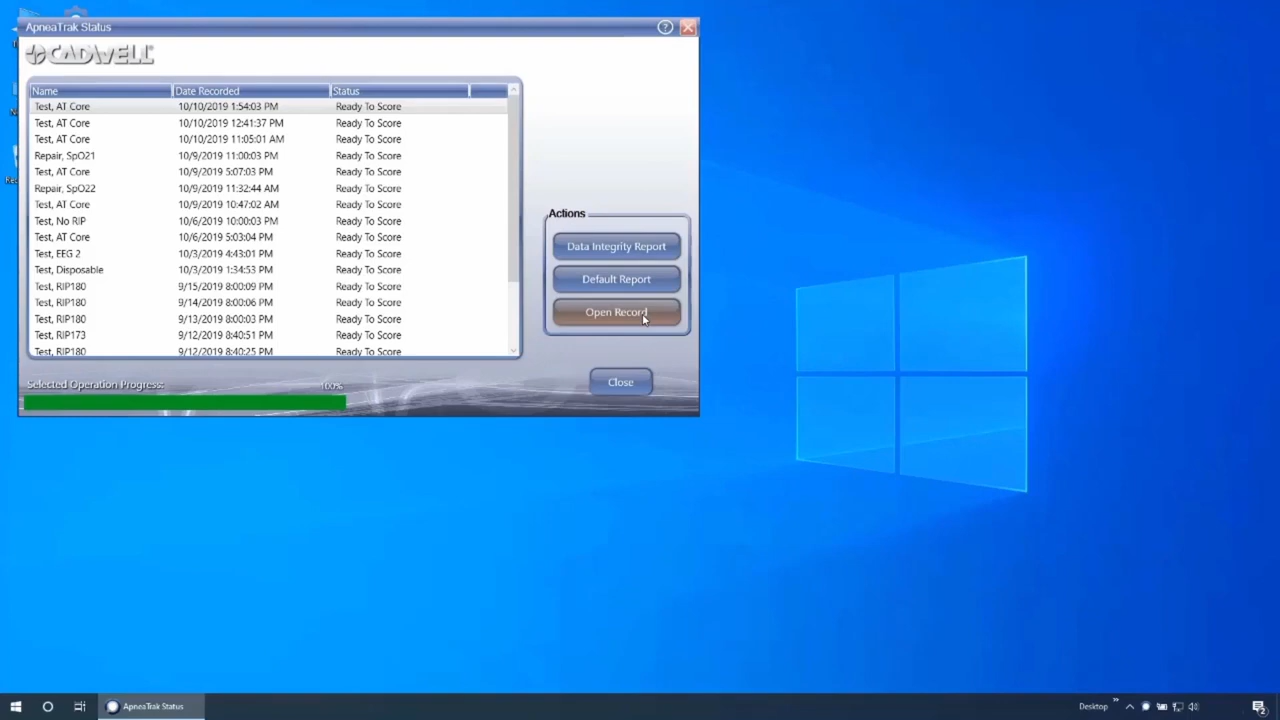 ApneaTrak Status
CADWELL
Name Date Recorded Status
Test, AT Core 10/10/2019 1:54:03 PM Ready To Score
Test, AT Core 10/10/2019 12:41:37 PM Ready To Score
Test, AT Core 10/10/2019 11:05:01 AM Ready To Score
Repair, SpO21 10/9/2019 11:00:03 PM Ready To Score
Test, AT Core 10/9/2019 5:07:03 PM Ready To Score
Repair, SpO22 10/9/2019 11:32:44 AM Ready To Score
Test, AT Core 10/9/2019 10:47:02 AM Ready To Score
Test, No RIP 10/6/2019 10:00:03 PM Ready To Score
Test, AT Core 10/6/2019 5:03:04 PM Ready To Score
Test, EEG 2 10/3/2019 4:43:01 PM Ready To Score
Test, Disposable 10/3/2019 1:34:53 PM Ready To Score
Test, RIP180 9/15/2019 8:00:09 PM Ready To Score
Test, RIP180 9/14/2019 8:00:06 PM Ready To Score
Test, RIP180 9/13/2019 8:00:03 PM Ready To Score
Test, RIP173 9/12/2019 8:40:51 PM Ready To Score
Test, RIP180 9/12/2019 8:40:25 PM Ready To Score
Actions
Data Integrity Report
Default Report
Open Record
Selected Operation Progress: 100%
Close
ApneaTrak Status
Desktop
2